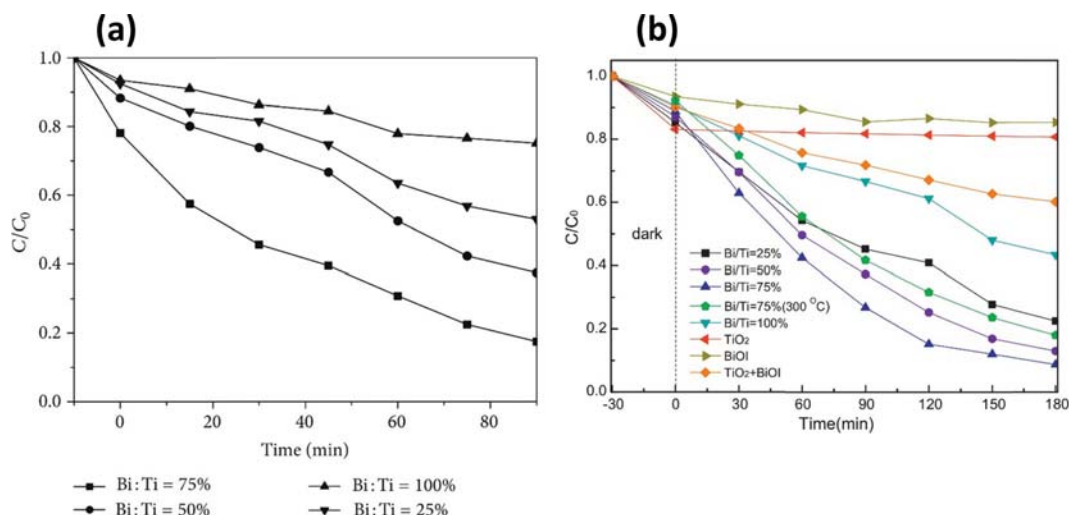 (a)
1.0
0.8
0.6
0.4
0.2
0.0
C/C₀
0 20 40 60 80
Time (min)
Bi:Ti = 75%
Bi:Ti = 100%
Bi:Ti = 50%
Bi:Ti = 25%
(b)
1.0
0.8
0.6
0.4
0.2
0.0
C/C₀
dark
Bi/Ti=25%
Bi/Ti=50%
Bi/Ti=75%
Bi/Ti=75%(300 °C)
Bi/Ti=100%
TiO₂
BiOI
TiO₂+BiOI
-30 0 30 60 90 120 150 180
Time(min)